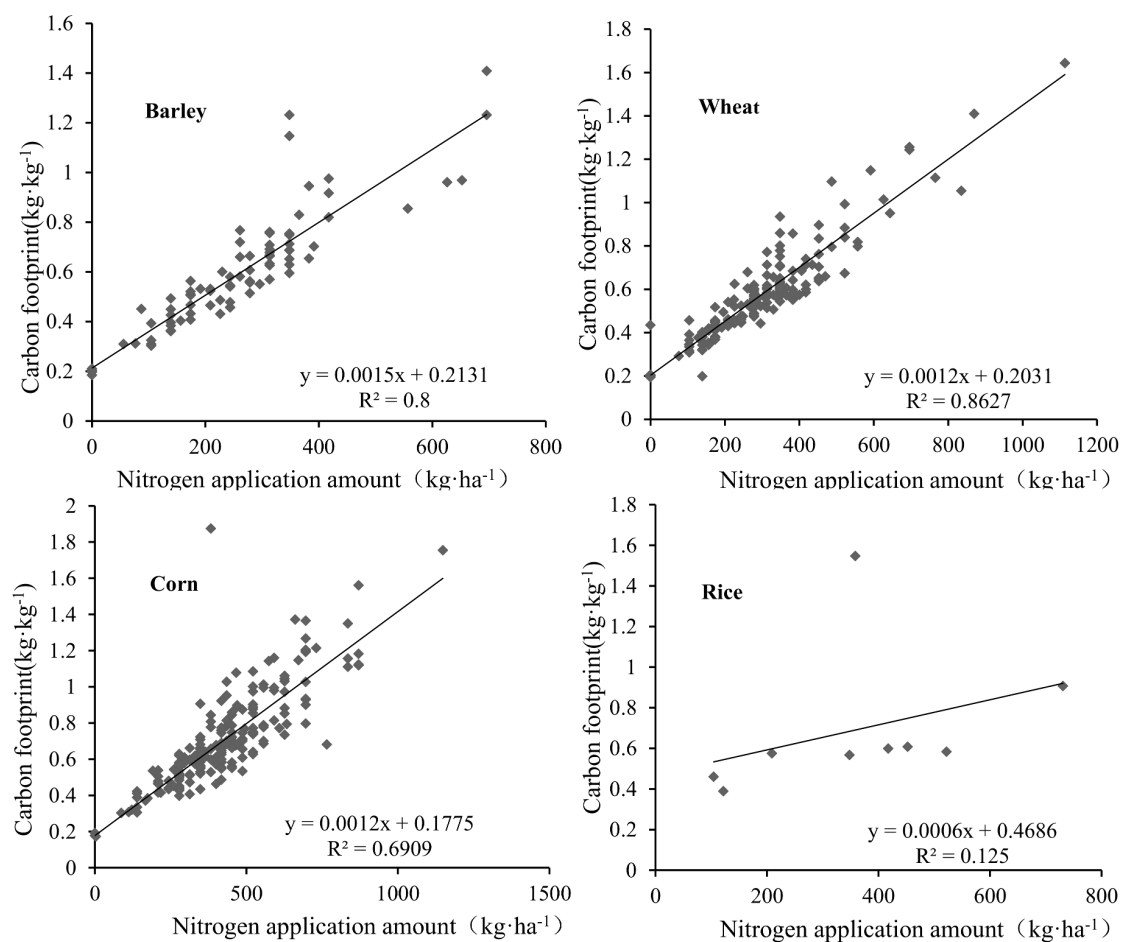 1.6
1.4
1.2
1
0.8
0.6
0.4
0.2
0
Carbon footprint(kg·kg⁻¹)
Barley
y = 0.0015x + 0.2131
R² = 0.8
0 200 400 600 800
Nitrogen application amount（kg·ha⁻¹）
1.8
1.6
1.4
1.2
1
0.8
0.6
0.4
0.2
0
Carbon footprint(kg·kg⁻¹)
Wheat
y = 0.0012x + 0.2031
R² = 0.8627
0 200 400 600 800 1000 1200
Nitrogen application amount（kg·ha⁻¹）
2
1.8
1.6
1.4
1.2
1
0.8
0.6
0.4
0.2
0
Carbon footprint(kg·kg⁻¹)
Corn
y = 0.0012x + 0.1775
R² = 0.6909
0 500 1000 1500
Nitrogen application amount（kg·ha⁻¹）
1.8
1.6
1.4
1.2
1
0.8
0.6
0.4
0.2
0
Carbon footprint(kg·kg⁻¹)
Rice
y = 0.0006x + 0.4686
R² = 0.125
0 200 400 600 800
Nitrogen application amount（kg·ha⁻¹）